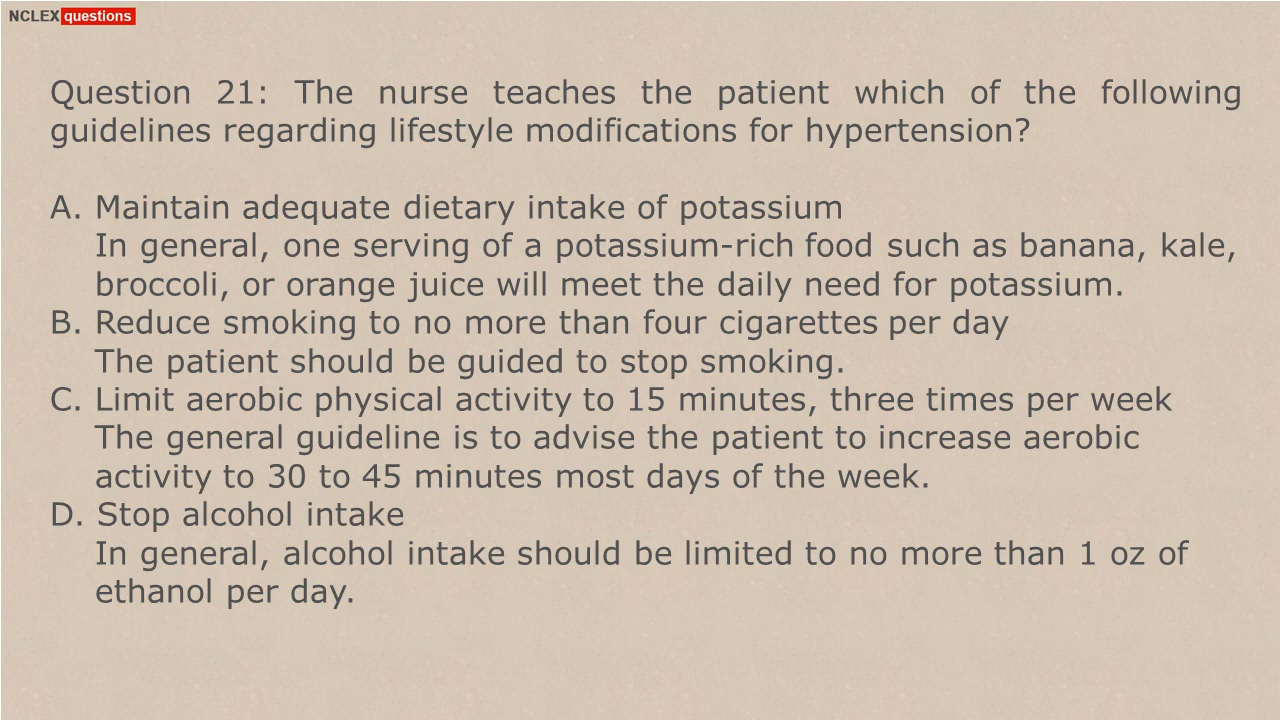 NCLEX questions
Question 21: The nurse teaches the patient which of the following
guidelines regarding lifestyle modifications for hypertension?
A. Maintain adequate dietary intake of potassium
In general, one serving of a potassium-rich food such as banana, kale,
broccoli, or orange juice will meet the daily need for potassium.
B. Reduce smoking to no more than four cigarettes per day
The patient should be guided to stop smoking.
C. Limit aerobic physical activity to 15 minutes, three times per week
The general guideline is to advise the patient to increase aerobic
activity to 30 to 45 minutes most days of the week.
D. Stop alcohol intake
In general, alcohol intake should be limited to no more than 1 oz of
ethanol per day.